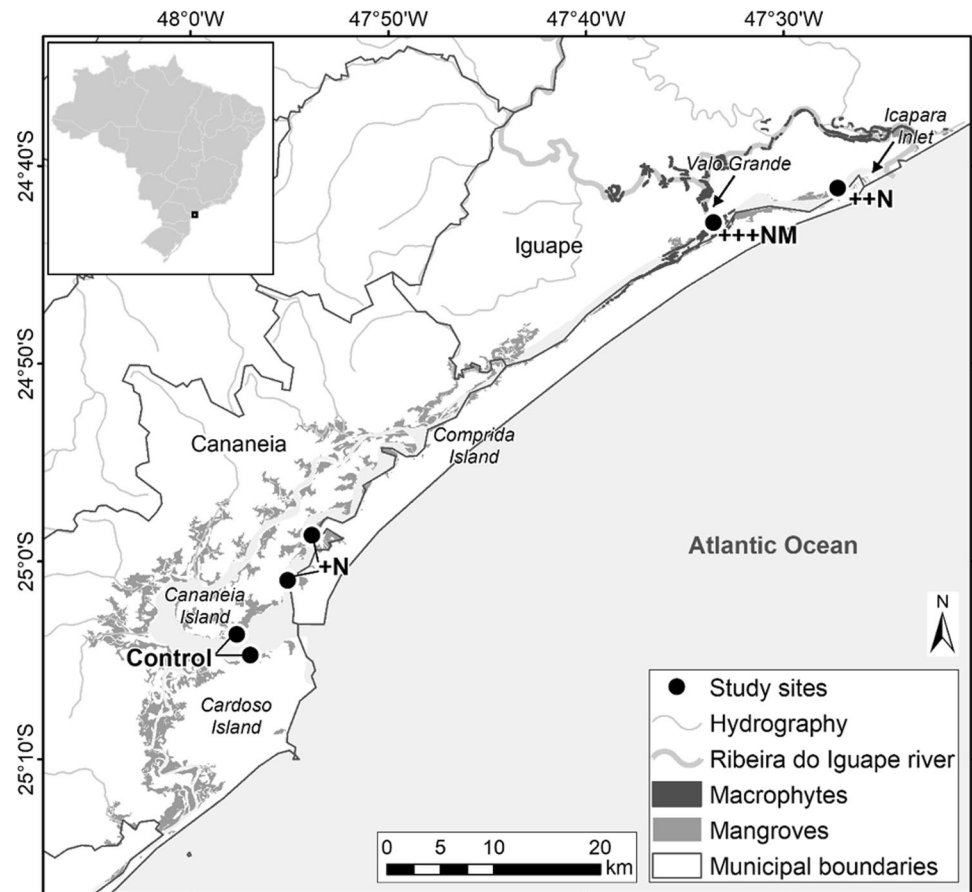 48°0'W
47°50'W
47°40'W
47°30'W
24°40'S
24°50'S
25°0'S
25°10'S
Icapara
Inlet
Valo Grande
++N
+++NM
Iguape
Comprida
Island
Cananeia
+N
Atlantic Ocean
Cananeia
Island
Control
Cardoso
Island
N
Study sites
Hydrography
Ribeira do Iguape river
Macrophytes
Mangroves
Municipal boundaries
0 5 10 20
km